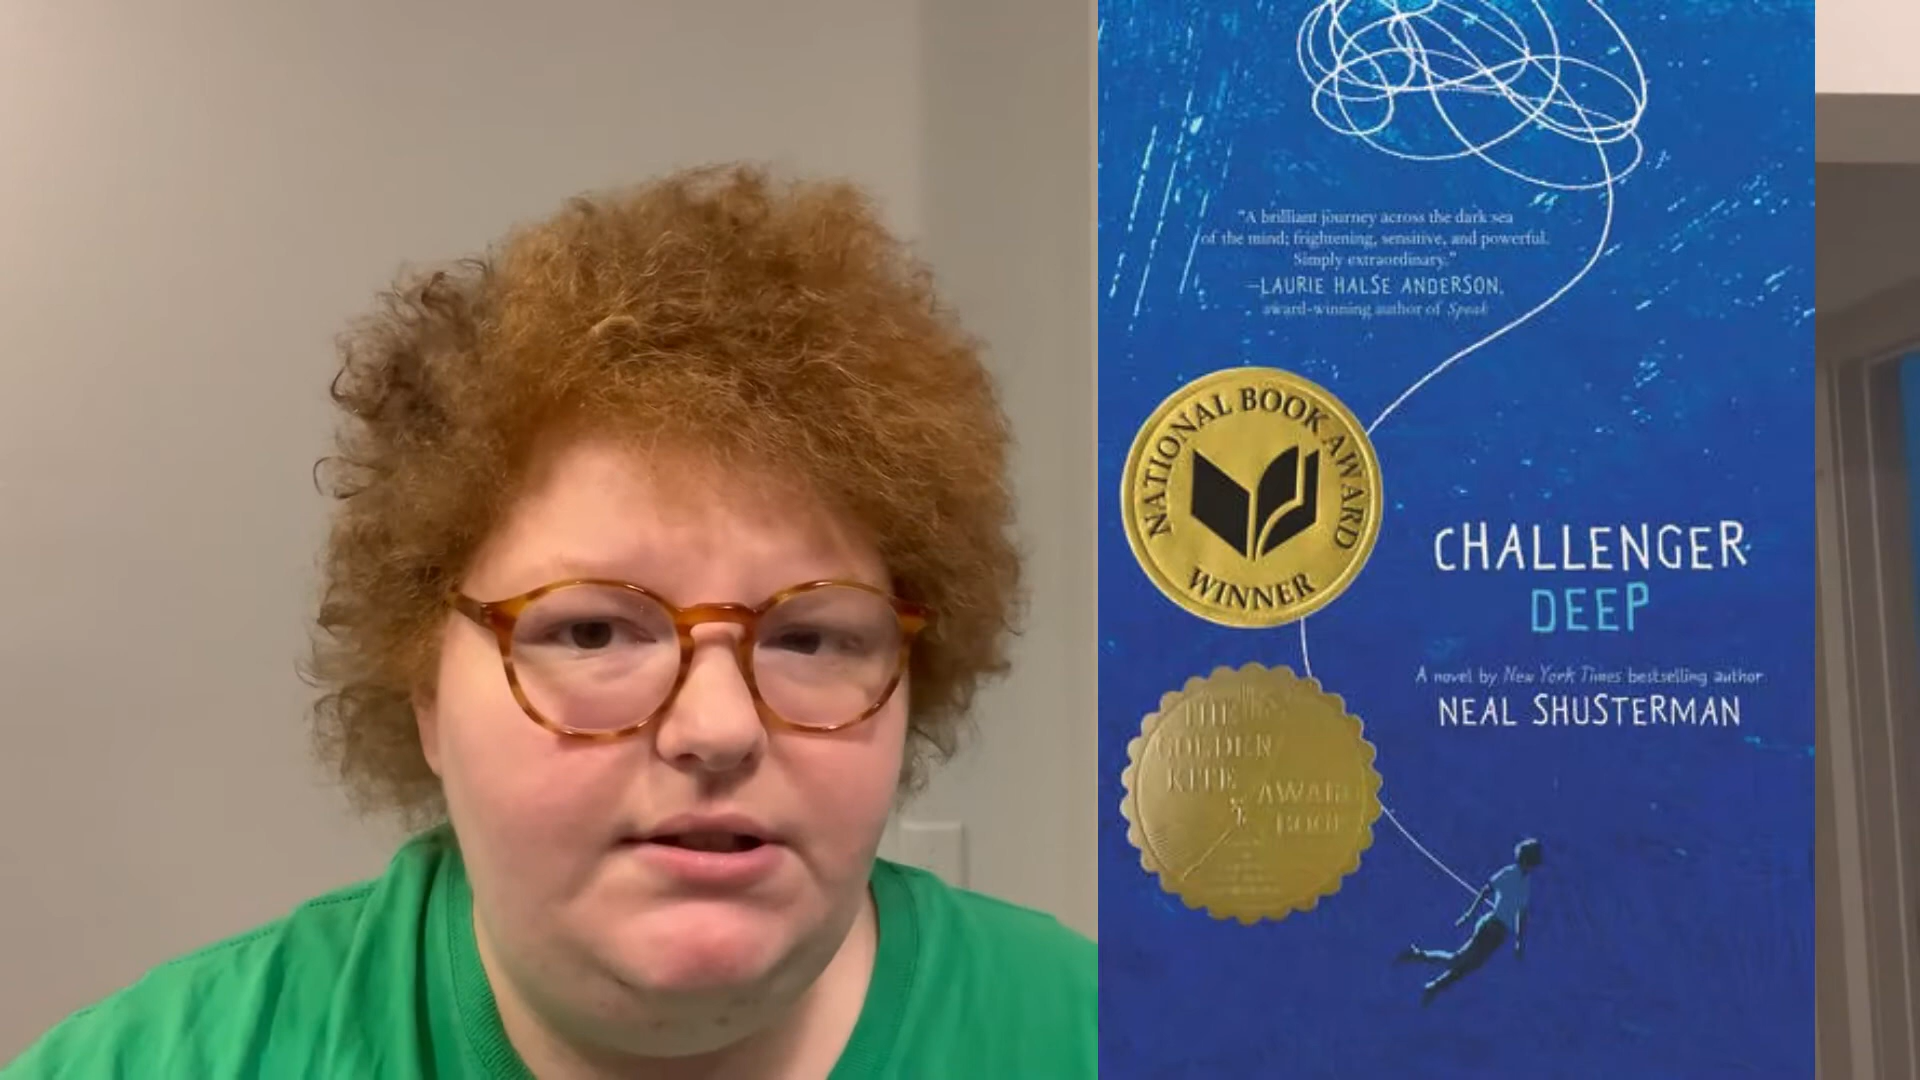 "A brilliant journey across the dark sea
of the mind; frightening, sensitive, and powerful.
Simply extraordinary."
—LAURIE HALSE ANDERSON,
award-winning author of Speak
NATIONAL BOOK AWARD
WINNER
CHALLENGER
DEEP
A novel by New York Times bestselling author
NEAL SHUSTERMAN
THE
GOLDEN
KITE
AWARD